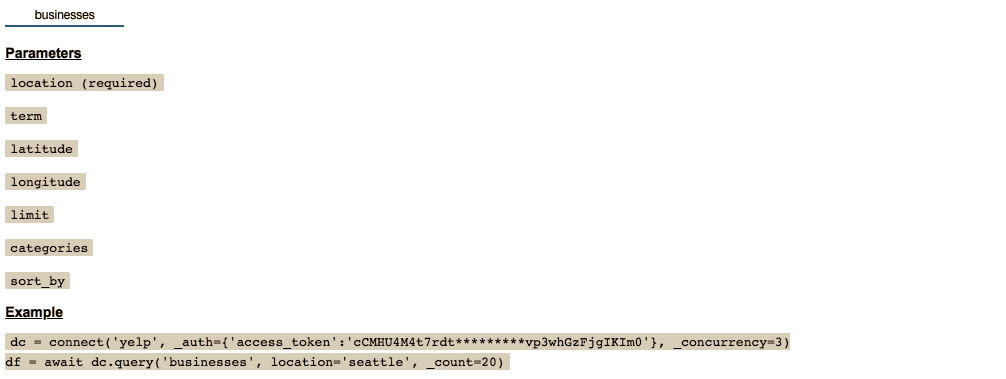 businesses
Parameters
location (required)
term
latitude
longitude
limit
categories
sort_by
Example
dc = connect('yelp', _auth={'access_token':'cCMHU4M4t7rdt*********vp3whGzFjgIKIm0'}, _concurrency=3)
df = await dc.query('businesses', location='seattle', _count=20)